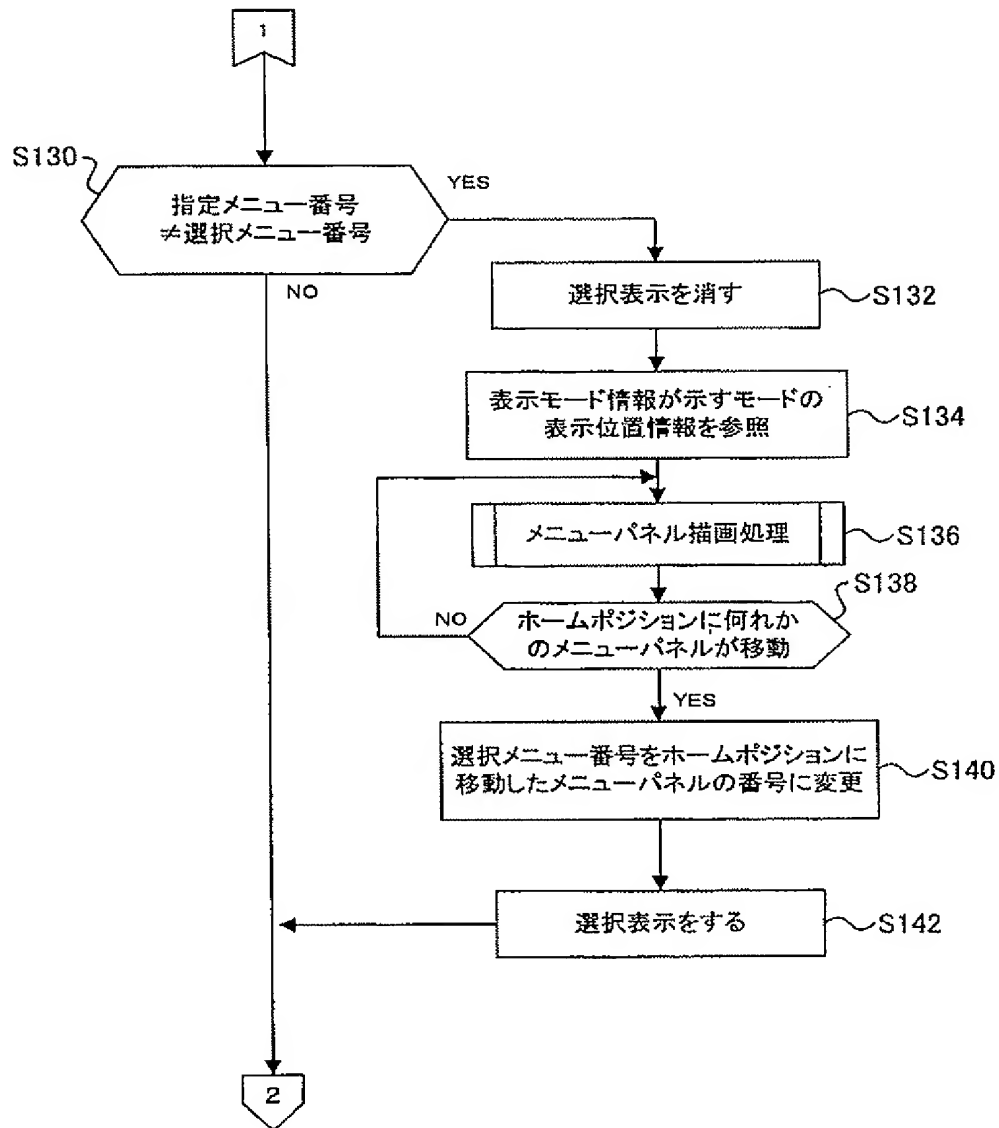 1
S130
指定メニュー番号
≠選択メニュー番号
YES
NO
選択表示を消す
S132
表示モード情報が示すモードの
表示位置情報を参照
S134
メニューパネル描画処理
S136
S138
NO
ホームポジションに何れか
のメニューパネルが移動
YES
選択メニュー番号をホームポジションに
移動したメニューパネルの番号に変更
S140
選択表示をする
S142
2